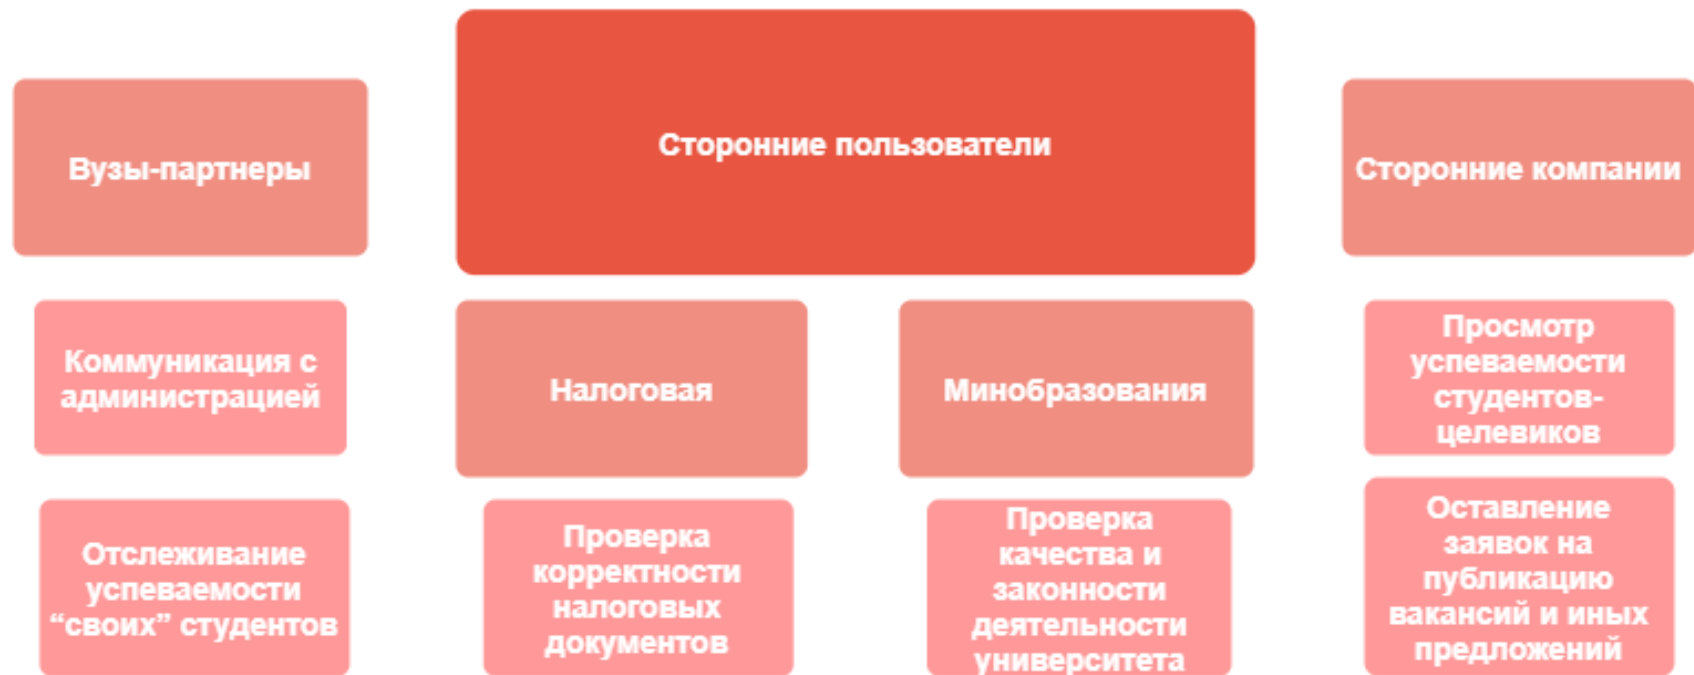 Сторонние пользователи
Вузы-партнеры
Коммуникация с
администрацией
Отслеживание
успеваемости
“своих” студентов
Налоговая
Проверка
корректности
налоговых
документов
Минобразования
Проверка
качества и
законности
деятельности
университета
Сторонние компании
Просмотр
успеваемости
студентов-
целевиков
Оставление
заявок на
публикацию
вакансий и иных
предложений